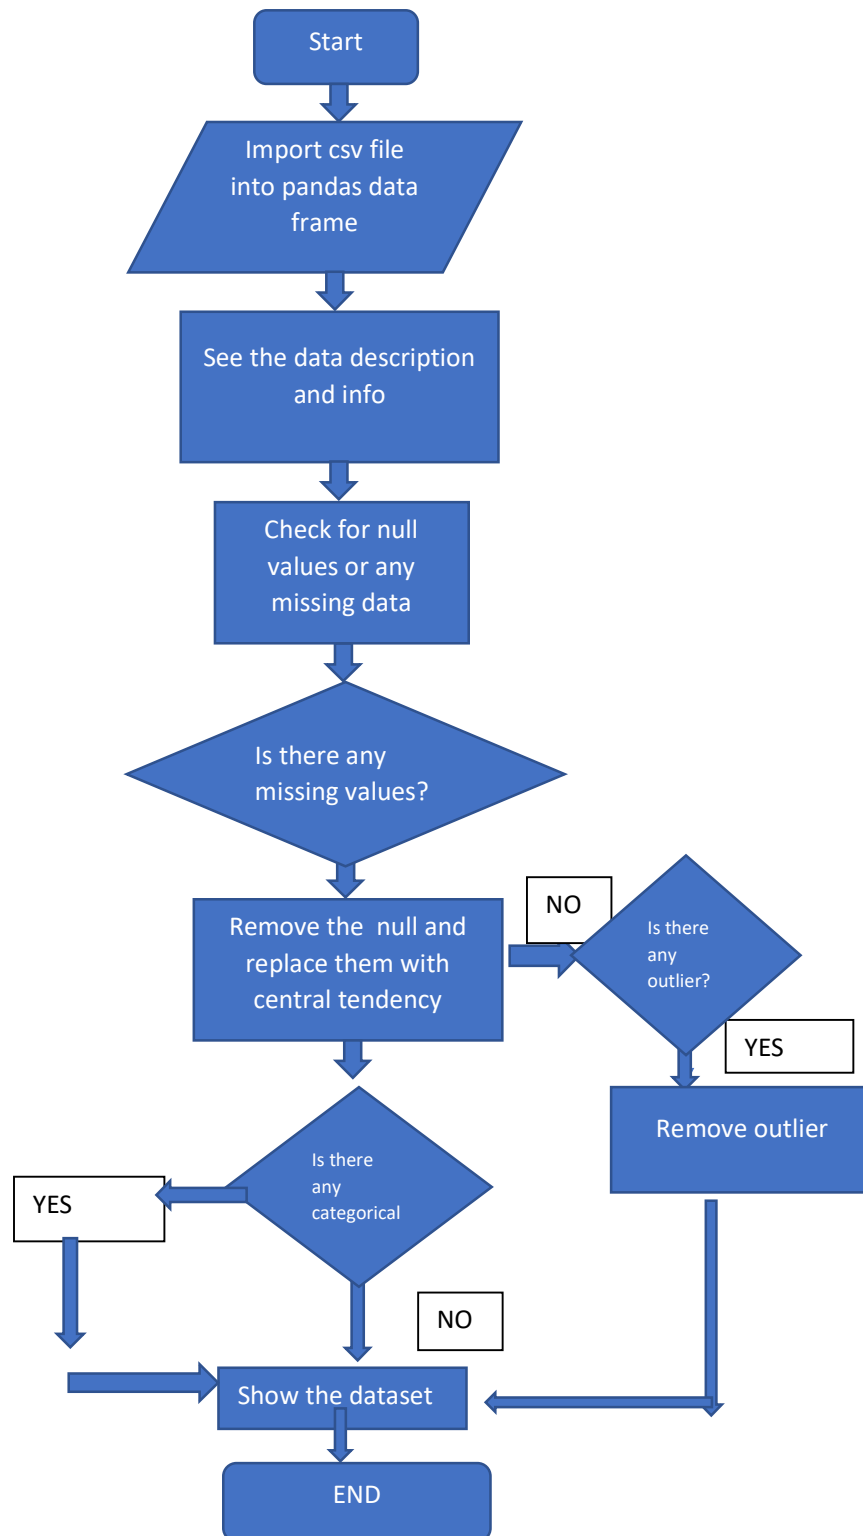 Start
Import csv file
into pandas data
frame
See the data description
and info
Check for null
values or any
missing data
Is there any
missing values?
Remove the  null and
replace them with
central tendency
NO
Is there
any
outlier?
YES
Remove outlier
Is there
any
categorical
YES
NO
Show the dataset
END